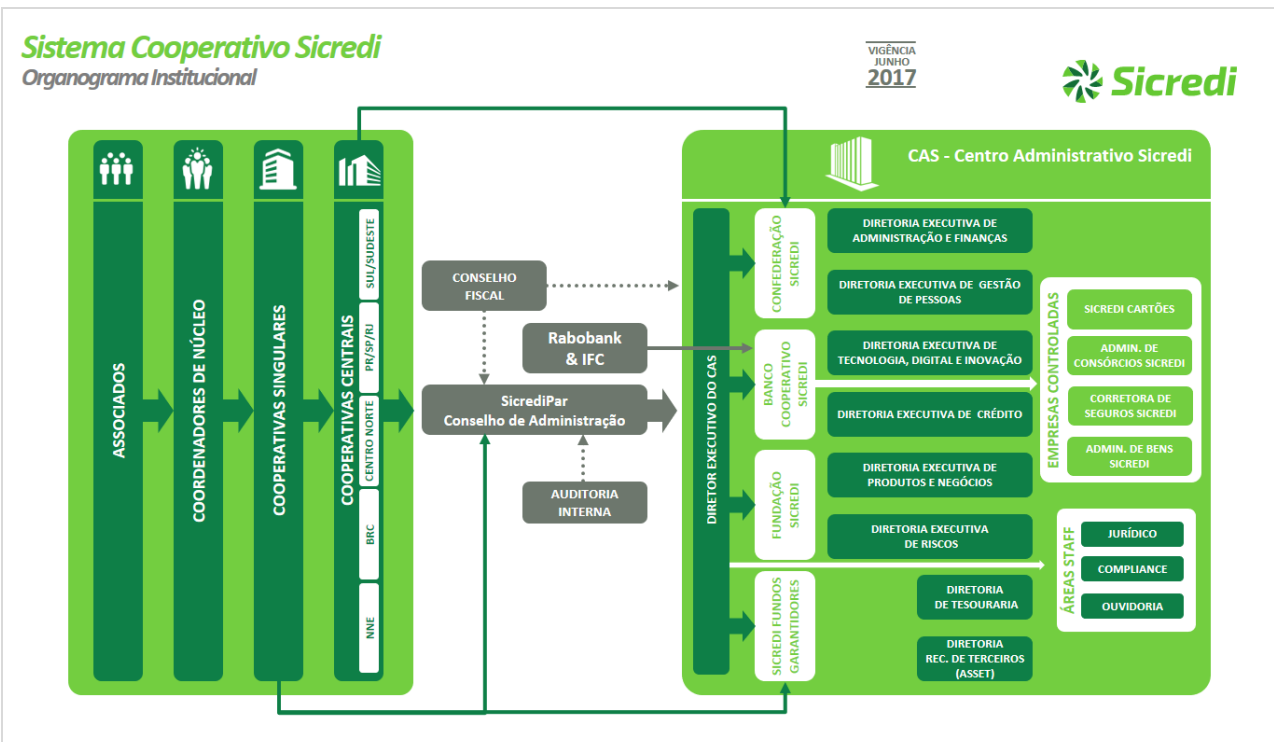 Sistema Cooperativo Sicredi
Organograma Institucional
VIGÊNCIA
JUNHO
2017
Sicredi
ASSOCIADOS
COORDENADORES DE NÚCLEO
COOPERATIVAS SINGULARES
COOPERATIVAS CENTRAIS
SUL/SUDESTE
PR/SP/RJ
CENTRO NORTE
BRC
NNE
CONSELHO
FISCAL
Rabobank
& IFC
SicrediPar
Conselho de Administração
AUDITORIA
INTERNA
CAS - Centro Administrativo Sicredi
DIRETOR EXECUTIVO DO CAS
CONFEDERAÇÃO
SICREDI
BANCO
COOPERATIVO
SICREDI
FUNDAÇÃO
SICREDI
SICREDI FUNDOS
GARANTIDORES
DIRETORIA EXECUTIVA DE
ADMINISTRAÇÃO E FINANÇAS
DIRETORIA EXECUTIVA DE GESTÃO
DE PESSOAS
DIRETORIA EXECUTIVA DE
TECNOLOGIA, DIGITAL E INOVAÇÃO
DIRETORIA EXECUTIVA DE CRÉDITO
DIRETORIA EXECUTIVA DE
PRODUTOS E NEGÓCIOS
DIRETORIA EXECUTIVA
DE RISCOS
DIRETORIA
DE TESOURARIA
DIRETORIA
REC. DE TERCEIROS
(ASSET)
EMPRESAS CONTROLADAS
SICREDI CARTÕES
ADMIN. DE
CONSÓRCIOS SICREDI
CORRETORA DE
SEGUROS SICREDI
ADMIN. DE BENS
SICREDI
ÁREAS STAFF
JURÍDICO
COMPLIANCE
OUVIDORIA